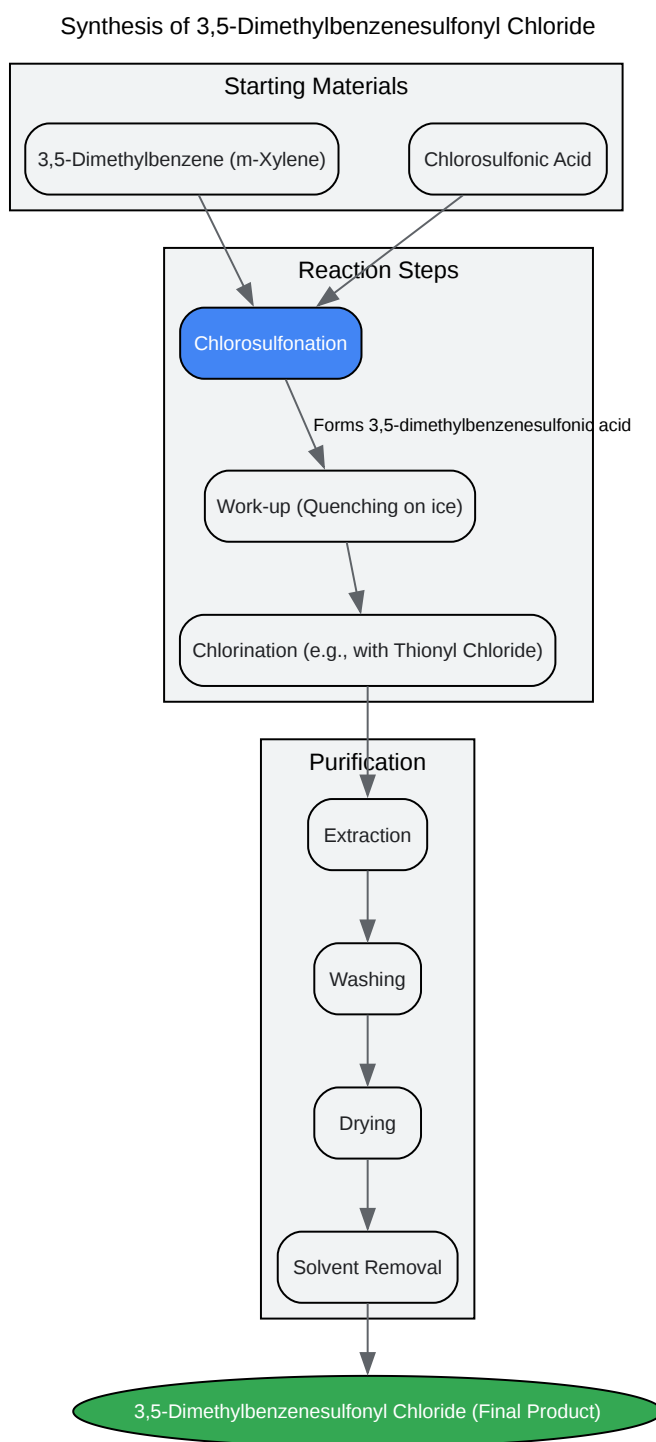 Synthesis of 3,5-Dimethylbenzenesulfonyl Chloride
Starting Materials
3,5-Dimethylbenzene (m-Xylene)
Chlorosulfonic Acid
Reaction Steps
Chlorosulfonation
Forms 3,5-dimethylbenzenesulfonic acid
Work-up (Quenching on ice)
Chlorination (e.g., with Thionyl Chloride)
Purification
Extraction
Washing
Drying
Solvent Removal
3,5-Dimethylbenzenesulfonyl Chloride (Final Product)